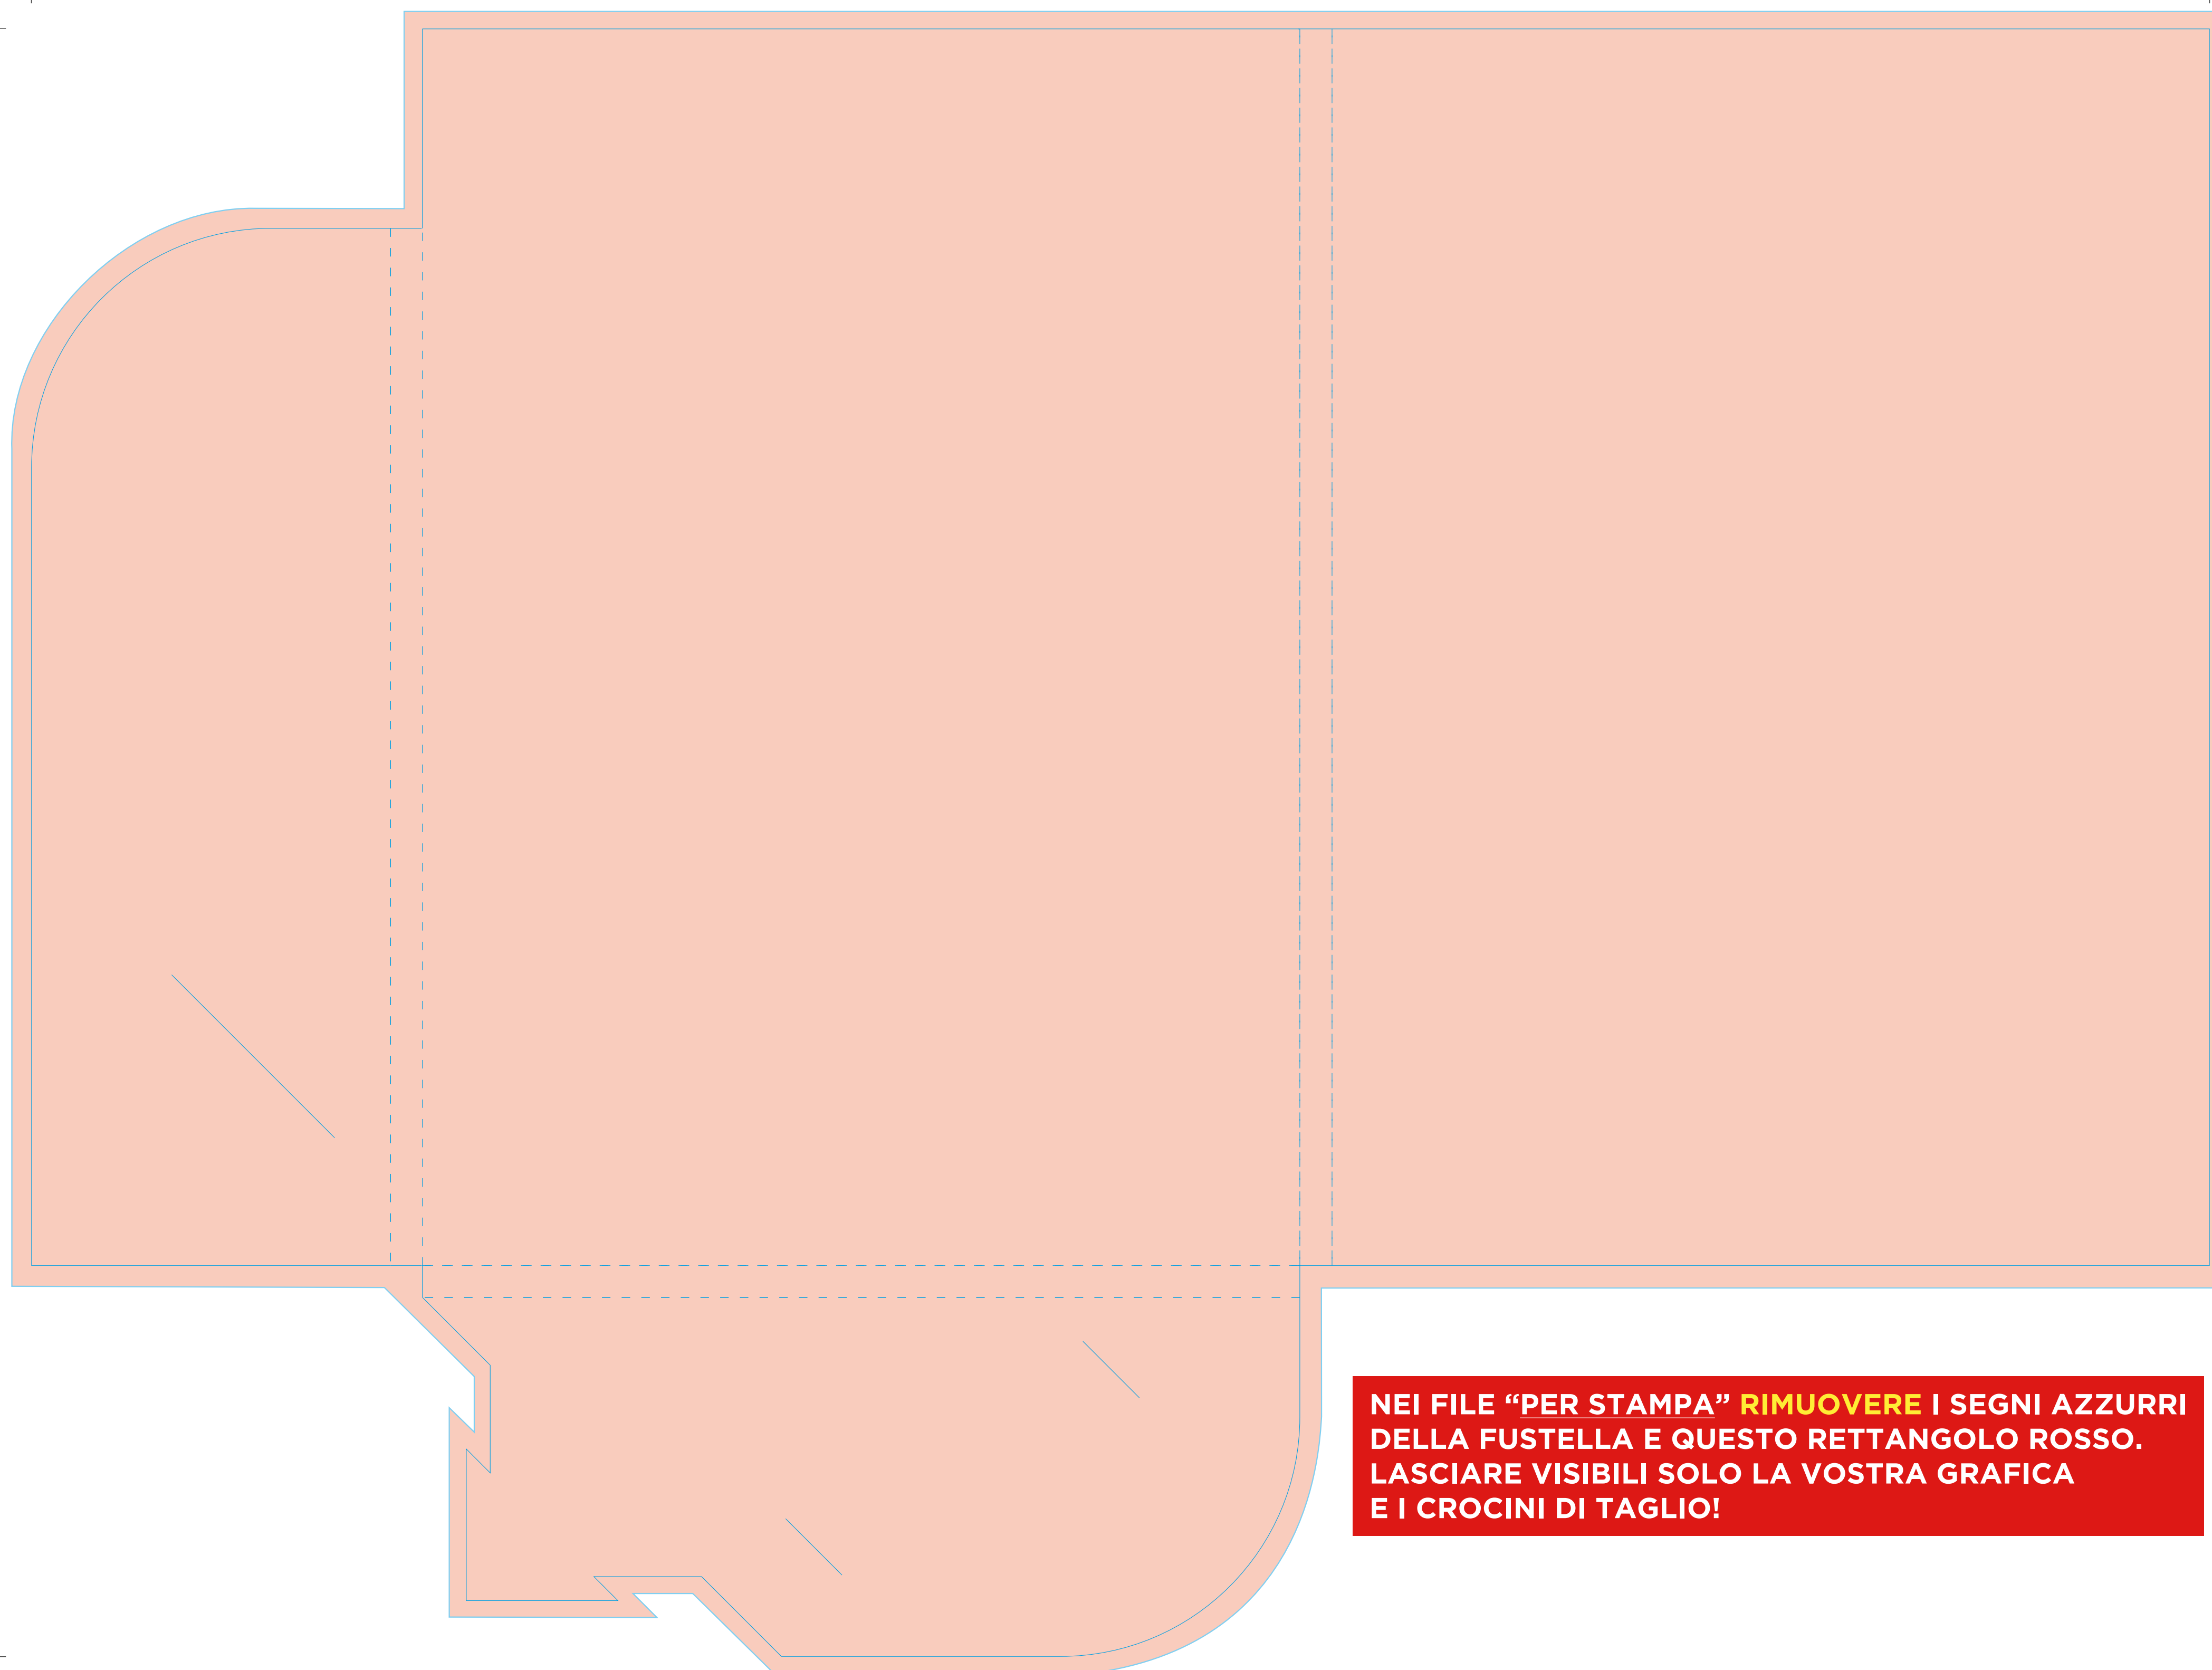 NEI FILE “PER STAMPA” RIMUOVERE I SEGNI AZZURRI
DELLA FUSTELLA E QUESTO RETTANGOLO ROSSO.
LASCIARE VISIBILI SOLO LA VOSTRA GRAFICA
E I CROCINI DI TAGLIO!